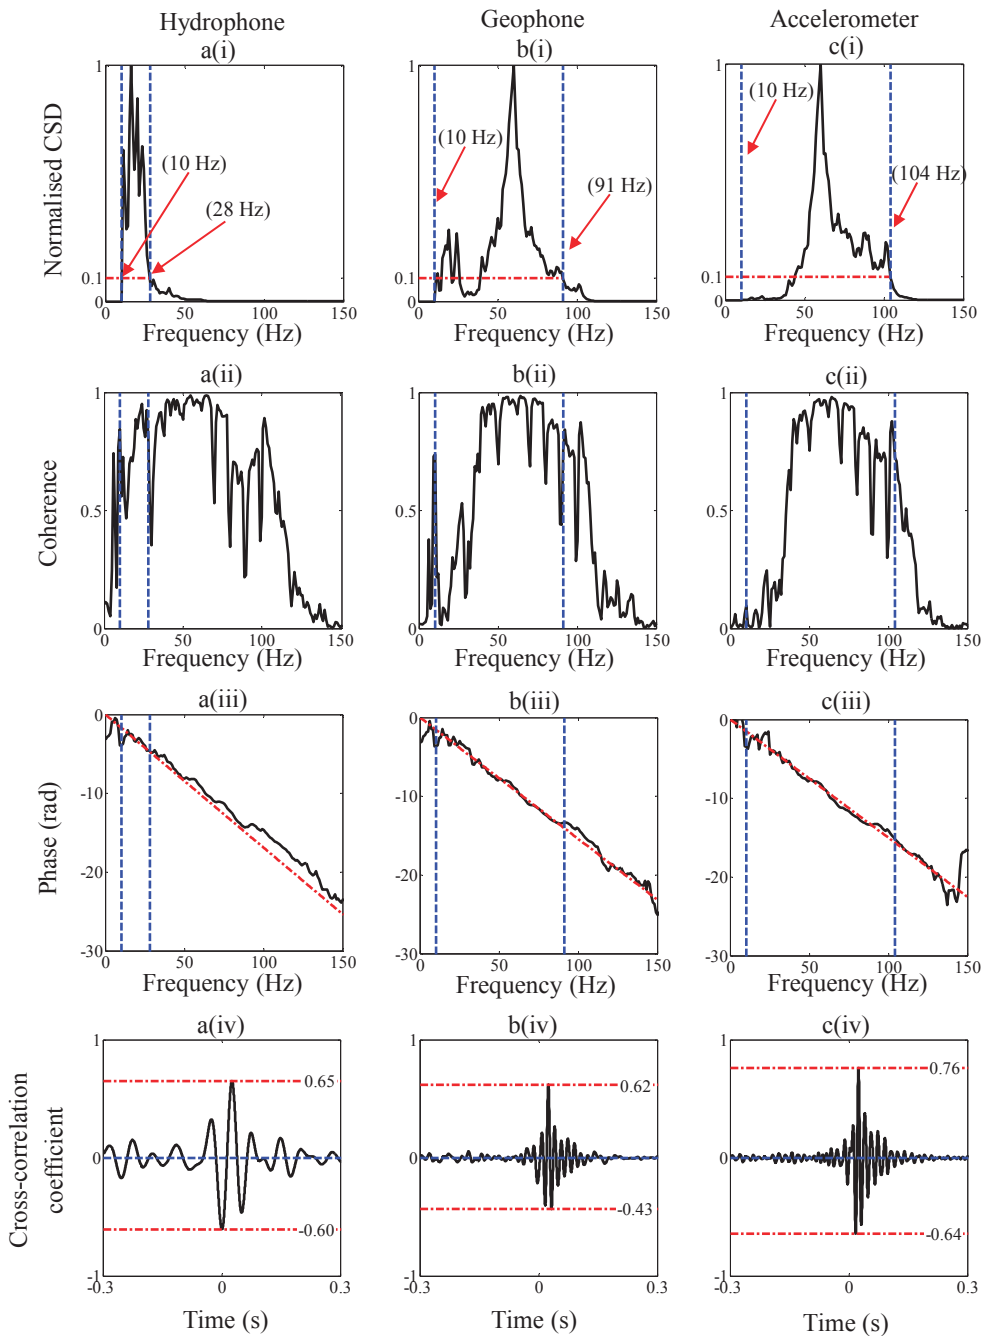 Hydrophone Geophone Accelerometer
a(i) b(i) c(i)
1 1 1
Normalised CSD
(10 Hz) (28 Hz) (10 Hz) (91 Hz) (10 Hz) (104 Hz)
0.1 0.1 0.1
0 0 0
0 50 100 150 0 50 100 150 0 50 100 150
Frequency (Hz) Frequency (Hz) Frequency (Hz)
a(ii) b(ii) c(ii)
1 1 1
Coherence
0.5 0.5 0.5
0 0 0
0 50 100 150 0 50 100 150 0 50 100 150
Frequency (Hz) Frequency (Hz) Frequency (Hz)
a(iii) b(iii) c(iii)
0 0 0
Phase (rad)
-10 -10 -10
-20 -20 -20
-30 -30 -30
0 50 100 150 0 50 100 150 0 50 100 150
Frequency (Hz) Frequency (Hz) Frequency (Hz)
a(iv) b(iv) c(iv)
1 1 1
0.65 0.62 0.76
Cross-correlation
coefficient
0 0 0
-0.60 -0.43 -0.64
-1 -1 -1
-0.3 0 0.3 -0.3 0 0.3 -0.3 0 0.3
Time (s) Time (s) Time (s)